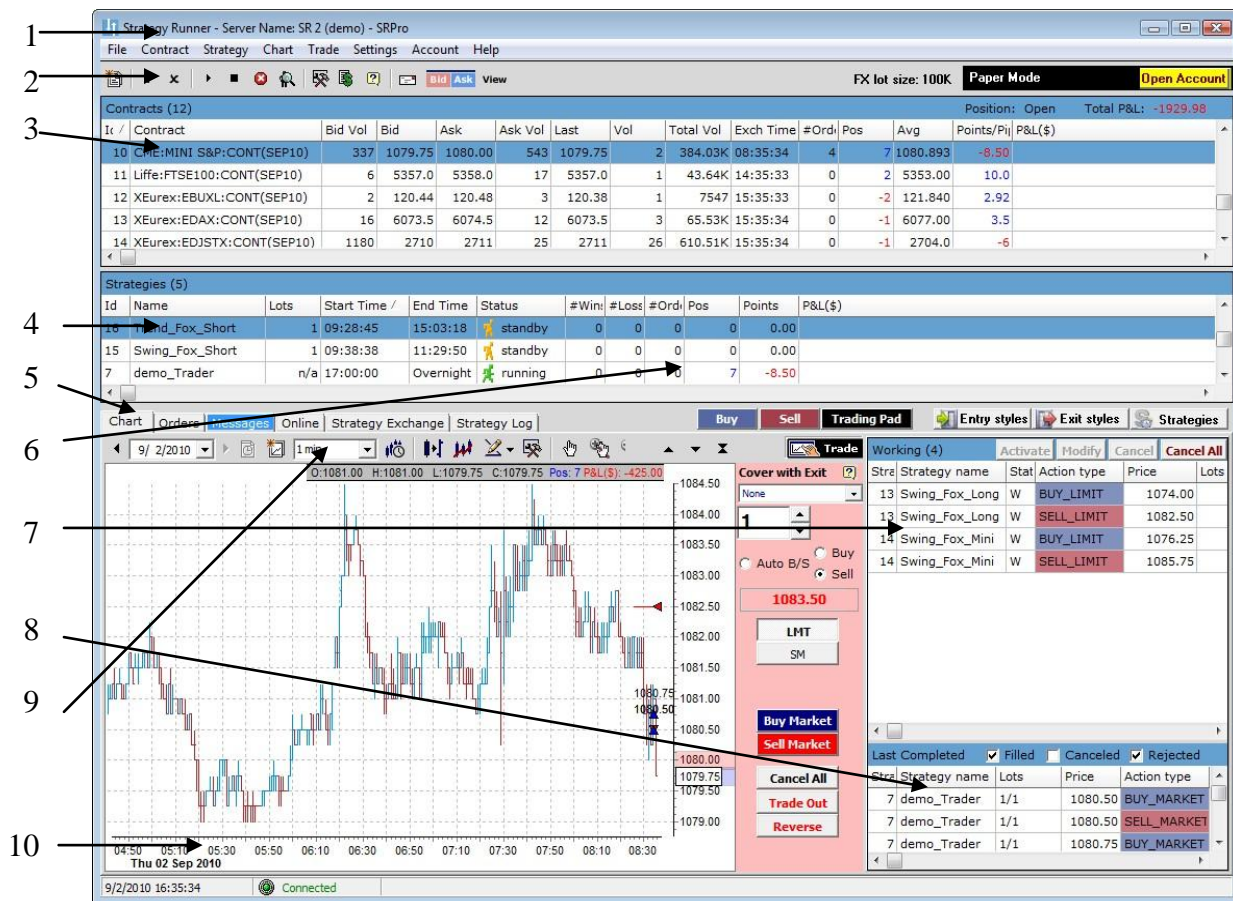 1
Strategy Runner - Server Name: SR 2 (demo) - SRPro
File Contract Strategy Chart Trade Settings Account Help
2
Bid Ask View FX lot size: 100K Paper Mode Open Account
Contracts (12) Position: Open Total P&L: -1929.98
3
Contract Bid Vol Bid Ask Ask Vol Last Vol Total Vol Exch Time #Ord Pos Avg Points/Pi P&L($)
10 CME:MINI S&P:CONT(SEP10) 337 1079.75 1080.00 543 1079.75 2 384.03K 08:35:34 4 7 1080.893 -8.50
11 Liffe:FTSE100:CONT(SEP10) 6 5357.0 5358.0 17 5357.0 1 43.64K 14:35:33 0 2 5353.00 10.0
12 XEurex:EBUXL:CONT(SEP10) 2 120.44 120.48 3 120.38 1 7547 15:35:33 0 -2 121.840 2.92
13 XEurex:EDAX:CONT(SEP10) 16 6073.5 6074.5 12 6073.5 3 65.53K 15:35:34 0 -1 6077.00 3.5
14 XEurex:EDJSTX:CONT(SEP10) 1180 2710 2711 25 2711 26 610.51K 15:35:34 0 -1 2704.0 -6
Strategies (5)
Id Name Lots Start Time / End Time Status #Win #Loss #Ord Pos Points P&L($)
4
16 Trend_Fox_Short 1 09:28:45 15:03:18 standby 0 0 0 0 0.00
15 Swing_Fox_Short 1 09:38:38 11:29:50 standby 0 0 0 0 0.00
7 demo_Trader n/a 17:00:00 Overnight running 0 0 0 7 -8.50
5
Chart Orders Messages Online Strategy Exchange Strategy Log Buy Sell Trading Pad Entry styles Exit styles Strategies
6
9/ 2/2010 1 min Trade
O:1081.00 H:1081.00 L:1079.75 C:1079.75 Pos: 7 P&L($): -425.00
1084.50
1084.00
1083.50
1083.00
1082.50
1082.00
1081.50
1081.00
1080.50
1080.00
1079.75
1079.50
1079.00
1080.75
1080.50
7
8
9
10
04:50 05:10 05:30 05:50 06:10 06:30 06:50 07:10 07:30 07:50 08:10 08:30
Thu 02 Sep 2010
Cover with Exit ?
None
1
Auto B/S Buy
Sell
1083.50
LMT
SM
Buy Market
Sell Market
Cancel All
Trade Out
Reverse
Working (4) Activate Modify Cancel Cancel All
Stra Strategy name Stat Action type Price Lots
13 Swing_Fox_Long W BUY_LIMIT 1074.00
13 Swing_Fox_Long W SELL_LIMIT 1082.50
14 Swing_Fox_Mini W BUY_LIMIT 1076.25
14 Swing_Fox_Mini W SELL_LIMIT 1085.75
Last Completed Filled Canceled Rejected
Stra Strategy name Lots Price Action type
7 demo_Trader 1/1 1080.50 BUY_MARKET
7 demo_Trader 1/1 1080.50 SELL_MARKET
7 demo_Trader 1/1 1080.75 BUY_MARKET
9/2/2010 16:35:34 Connected